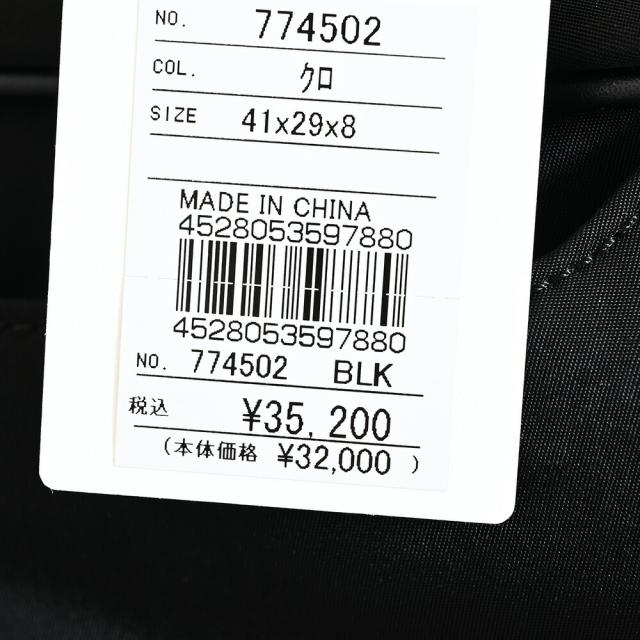 NO. 774502
COL. ｸﾛ
SIZE 41x29x8
MADE IN CHINA
4528053597880
4528053597880
NO. 774502 BLK
税込 ¥35,200
(本体価格 ¥32,000 )